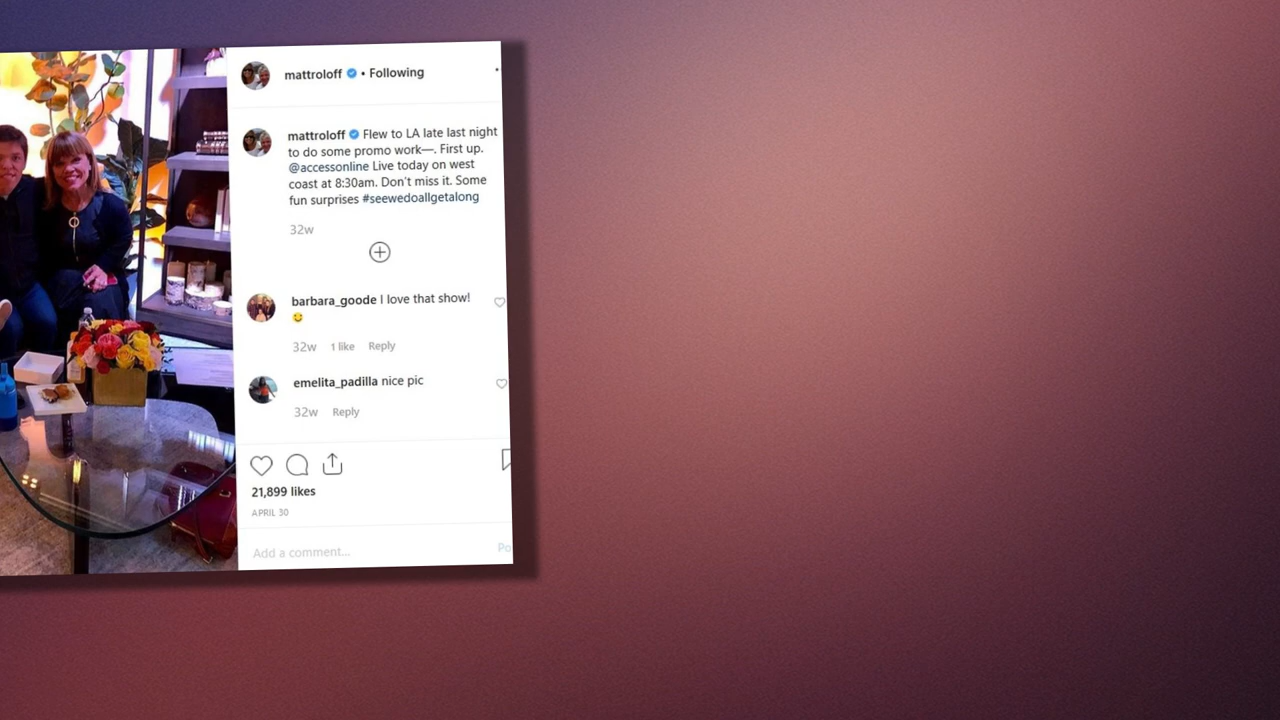 mattroloff • Following
mattroloff Flew to LA late last night
to do some promo work—. First up.
@accessonline Live today on west
coast at 8:30am. Don't miss it. Some
fun surprises #seewedoallgetalong
32w
barbara_goode I love that show!
32w 1 like Reply
emelita_padilla nice pic
32w Reply
21,899 likes
APRIL 30
Add a comment...
Po